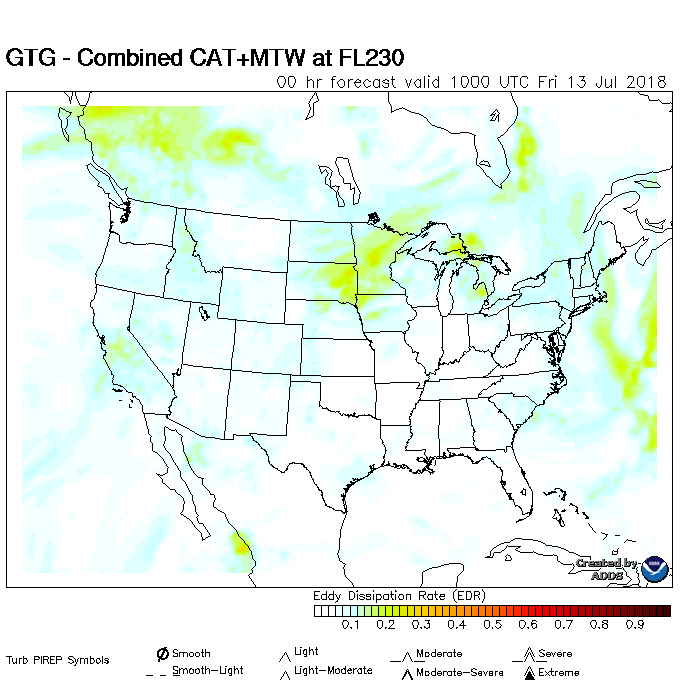 GTG - Combined CAT+MTW at FL230
00 hr forecast valid 1000 UTC Fri 13 Jul 2018
Created by
ADDS
Eddy Dissipation Rate (EDR)
0.1 0.2 0.3 0.4 0.5 0.6 0.7 0.8 0.9
Turb PIREP Symbols
Smooth
Light
Moderate
Severe
Smooth-Light
Light-Moderate
Moderate-Severe
Extreme